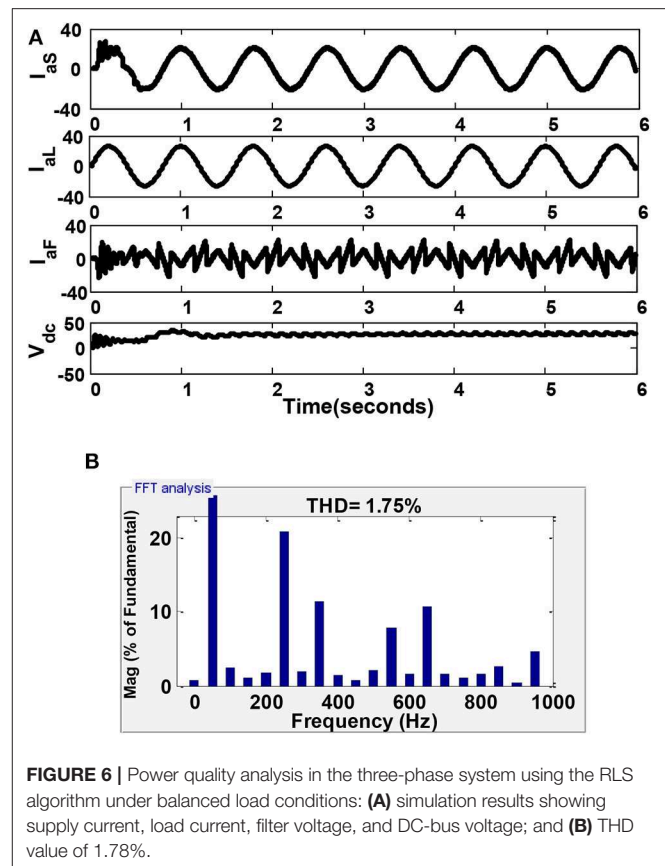 A
I_aS
40
0
-40
0 1 2 3 4 5 6
I_aL
40
0
-40
0 1 2 3 4 5 6
I_aF
40
0
-40
0 1 2 3 4 5 6
V_dc
50
0
-50
0 1 2 3 4 5 6
Time(seconds)
B
FFT analysis
THD= 1.75%
Mag (% of Fundamental)
20
10
0
0 200 400 600 800 1000
Frequency (Hz)
FIGURE 6 | Power quality analysis in the three-phase system using the RLS
algorithm under balanced load conditions: (A) simulation results showing
supply current, load current, filter voltage, and DC-bus voltage; and (B) THD
value of 1.78%.